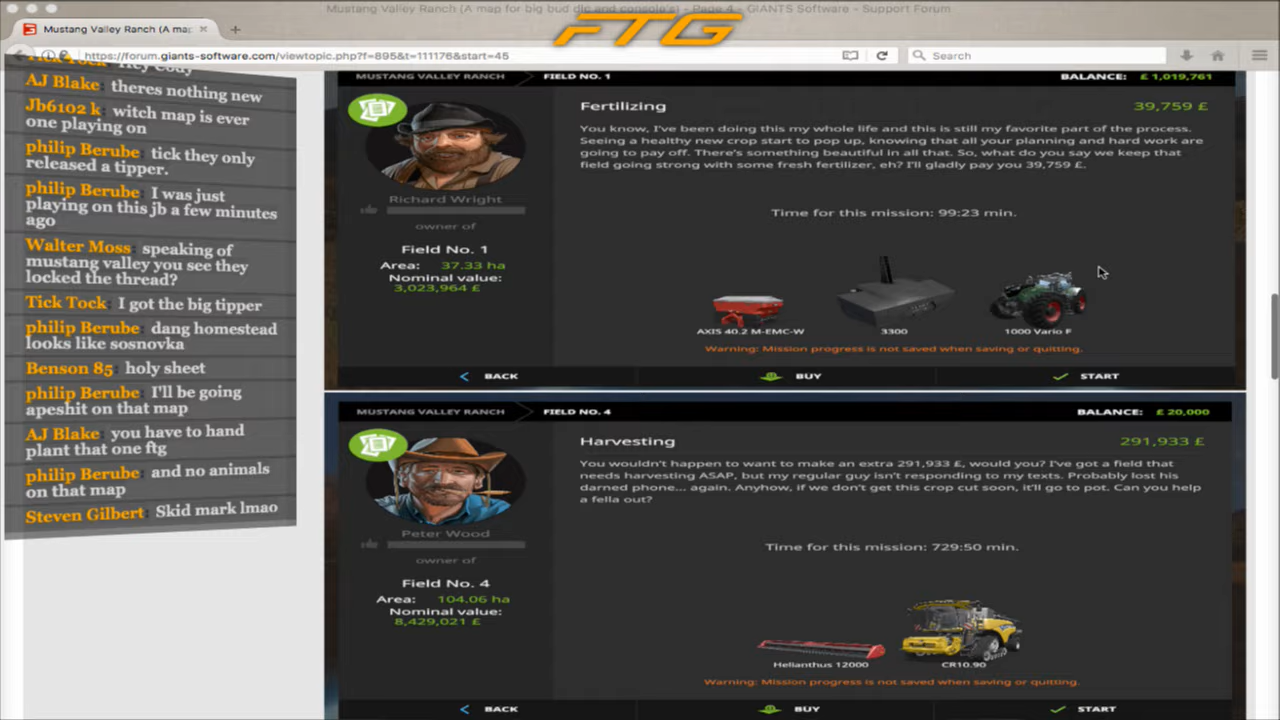 Mustang Valley Ranch (A map for big bud dlc and console's) - Page 4 - GIANTS Software - Support Forum
FTG
Mustang Valley Ranch (A ma
https://forum.giants-software.com/viewtopic.php?f=895&t=111176&start=45
Search
Tick Tock: Hey Cody
AJ Blake: theres nothing new
Jb6102 k: witch map is ever
one playing on
philip Berube: tick they only
released a tipper.
philip Berube: I was just
playing on this jb a few minutes
ago
Walter Moss: speaking of
mustang valley you see they
locked the thread?
Tick Tock: I got the big tipper
philip Berube: dang homestead
looks like sosnovka
Benson 85: holy sheet
philip Berube: I'll be going
apeshit on that map
AJ Blake: you have to hand
plant that one ftg
philip Berube: and no animals
on that map
Steven Gilbert: Skid mark lmao
MUSTANG VALLEY RANCH FIELD NO. 1 BALANCE: £ 1,019,761
Fertilizing 39,759 £
You know, I've been doing this my whole life and this is still my favorite part of the process.
Seeing a healthy new crop start to pop up, knowing that all your planning and hard work are
going to pay off. There's something beautiful in all that. So, what do you say we keep that
field going strong with some fresh fertilizer, eh? I'll gladly pay you 39,759 £.
Richard Wright
owner of
Field No. 1
Area: 37.33 ha
Nominal value:
3,023,964 £
Time for this mission: 99:23 min.
AXIS 40.2 M-EMC-W 3300 1000 Vario F
Warning: Mission progress is not saved when saving or quitting.
BACK BUY START
MUSTANG VALLEY RANCH FIELD NO. 4 BALANCE: £ 20,000
Harvesting 291,933 £
You wouldn't happen to want to make an extra 291,933 £, would you? I've got a field that
needs harvesting ASAP, but my regular guy isn't responding to my texts. Probably lost his
darned phone... again. Anyhow, if we don't get this crop cut soon, it'll go to pot. Can you help
a fella out?
Peter Wood
owner of
Field No. 4
Area: 104.06 ha
Nominal value:
8,429,021 £
Time for this mission: 729:50 min.
Helianthus 12000 CR10.90
Warning: Mission progress is not saved when saving or quitting.
BACK BUY START